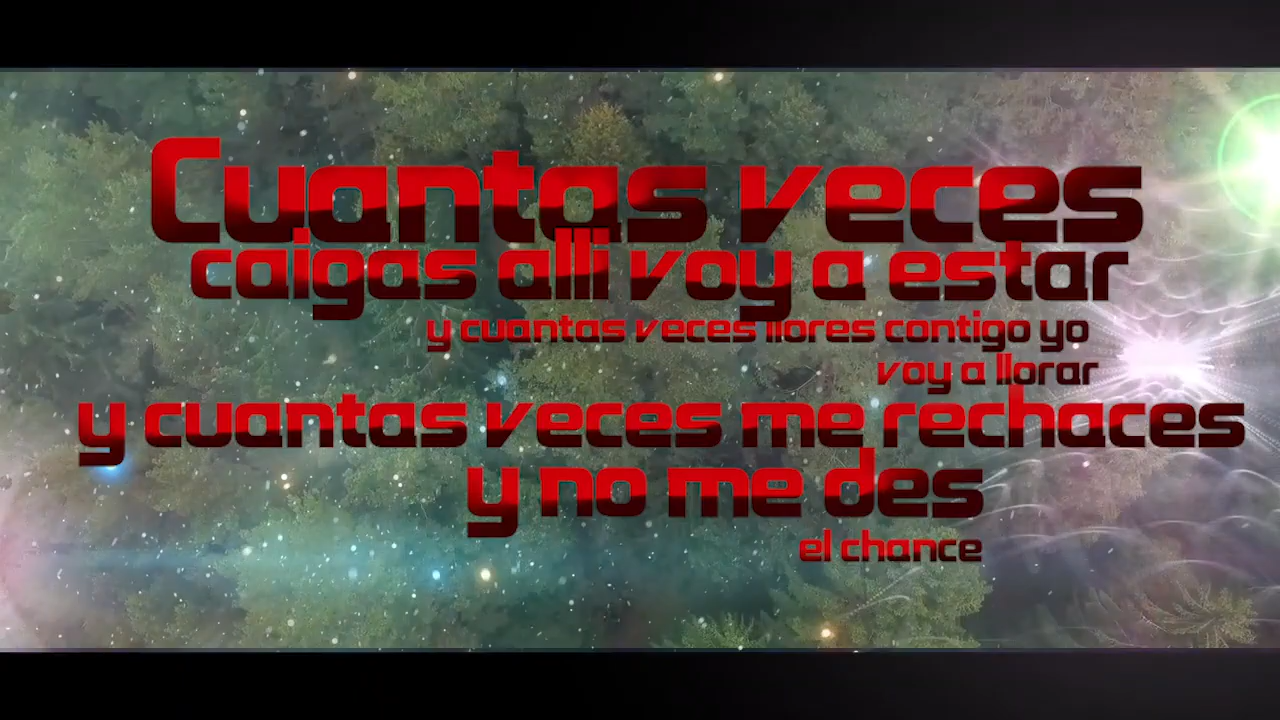 Cuantas veces
caigas alli voy a estar
y cuantas veces llores contigo yo
voy a llorar
y cuantas veces me rechaces
y no me des
el chance